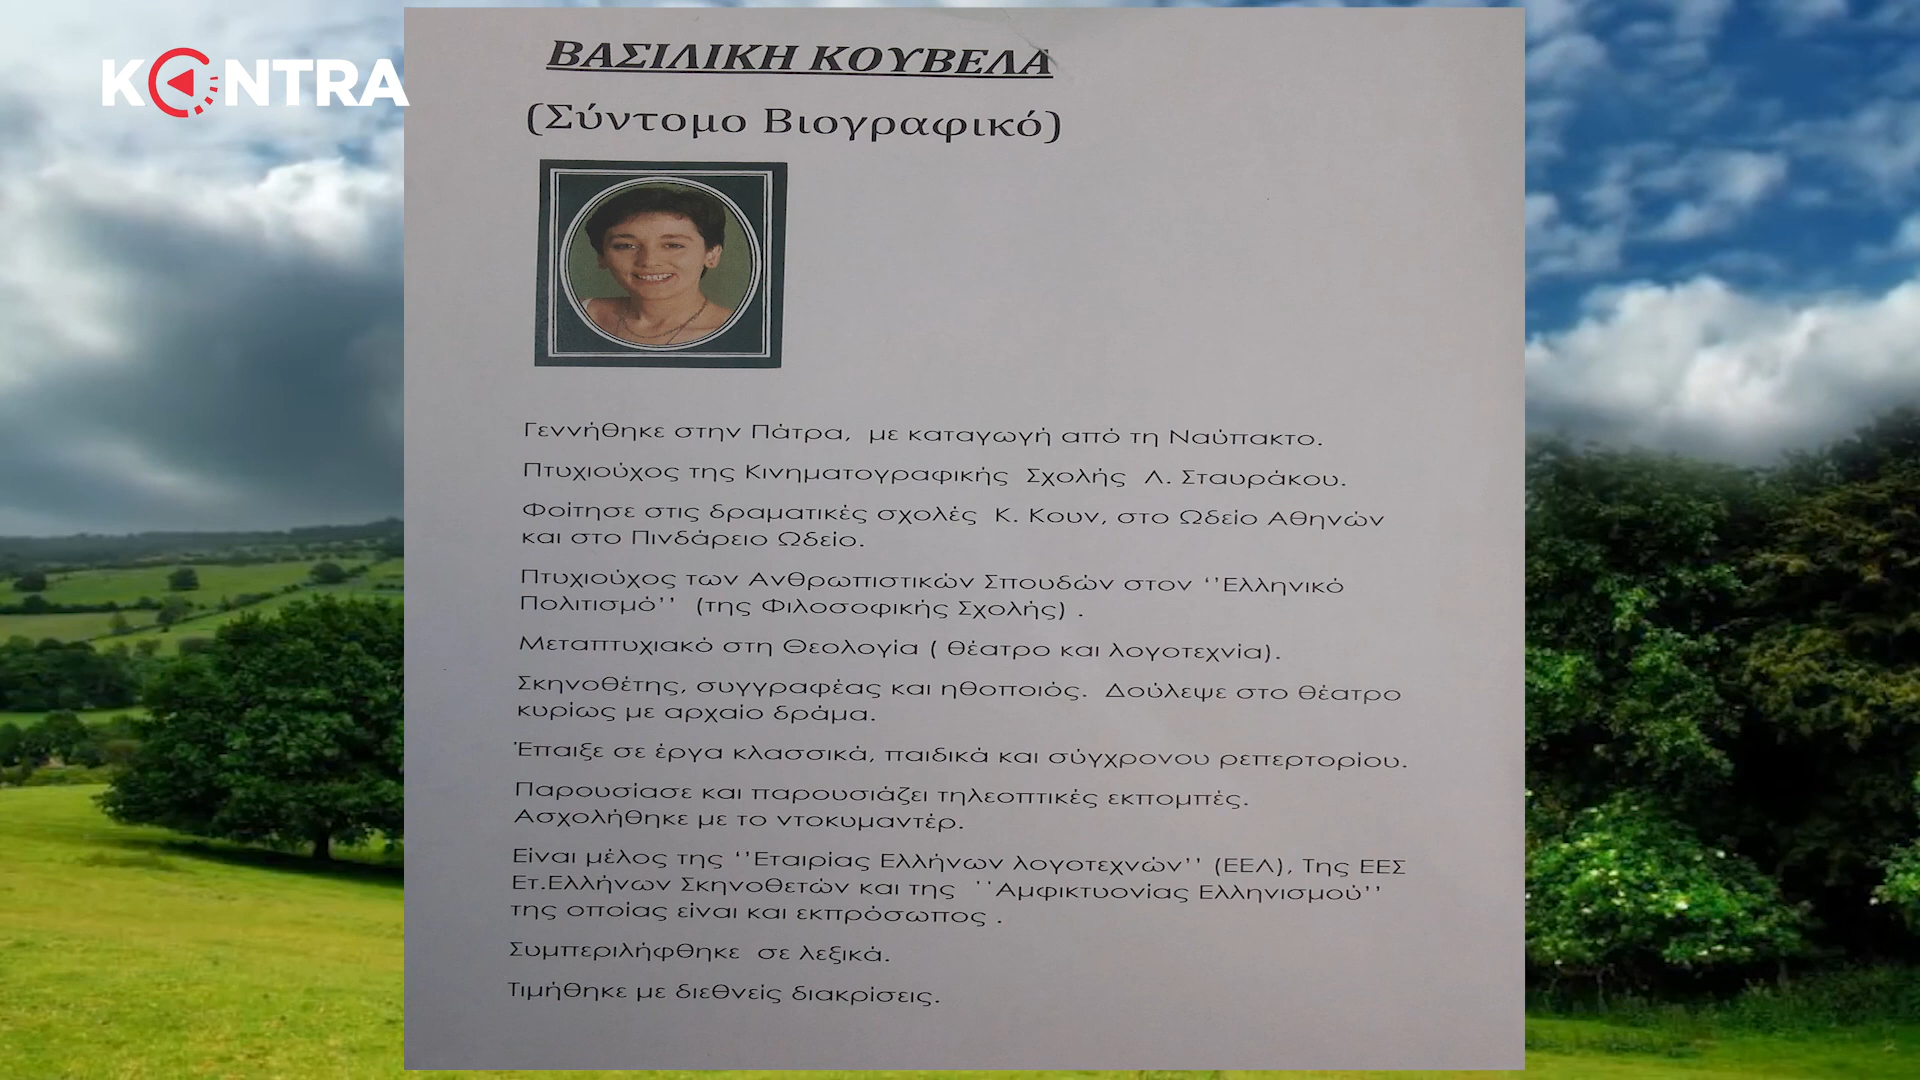 KONTRA
ΒΑΣΙΛΙΚΗ ΚΟΥΒΕΛΑ
(Σύντομο Βιογραφικό)
Γεννήθηκε στην Πάτρα, με καταγωγή από τη Ναύπακτο.
Πτυχιούχος της Κινηματογραφικής Σχολής Λ. Σταυράκου.
Φοίτησε στις δραματικές σχολές Κ. Κουν, στο Ωδείο Αθηνών
και στο Πινδάρειο Ωδείο.
Πτυχιούχος των Ανθρωπιστικών Σπουδών στον ‘’Ελληνικό
Πολιτισμό’’ (της Φιλοσοφικής Σχολής) .
Μεταπτυχιακό στη Θεολογία ( θέατρο και λογοτεχνία).
Σκηνοθέτης, συγγραφέας και ηθοποιός. Δούλεψε στο θέατρο
κυρίως με αρχαίο δράμα.
Έπαιξε σε έργα κλασσικά, παιδικά και σύγχρονου ρεπερτορίου.
Παρουσίασε και παρουσιάζει τηλεοπτικές εκπομπές.
Ασχολήθηκε με το ντοκυμαντέρ.
Είναι μέλος της ‘’Εταιρίας Ελλήνων λογοτεχνών’’ (ΕΕΛ), Της ΕΕΣ
Ετ.Ελλήνων Σκηνοθετών και της ΄΄Αμφικτυονίας Ελληνισμού’’
της οποίας είναι και εκπρόσωπος .
Συμπεριλήφθηκε σε λεξικά.
Τιμήθηκε με διεθνείς διακρίσεις.